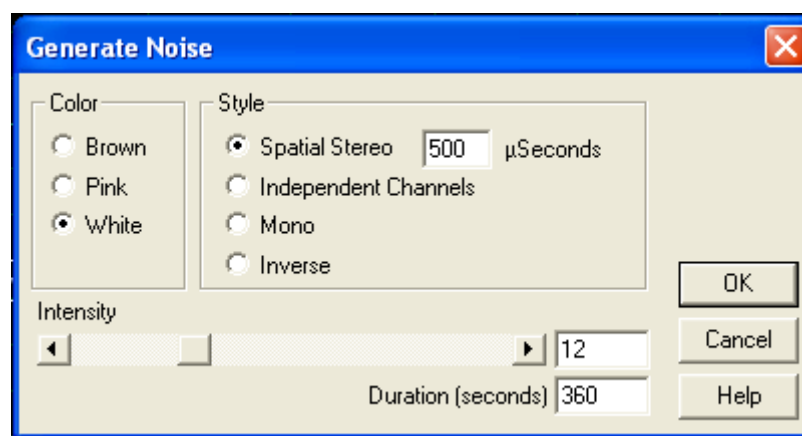 Generate Noise
Color
Brown
Pink
White
Style
Spatial Stereo 500 µSeconds
Independent Channels
Mono
Inverse
OK
Intensity
12
Cancel
Duration (seconds) 360
Help